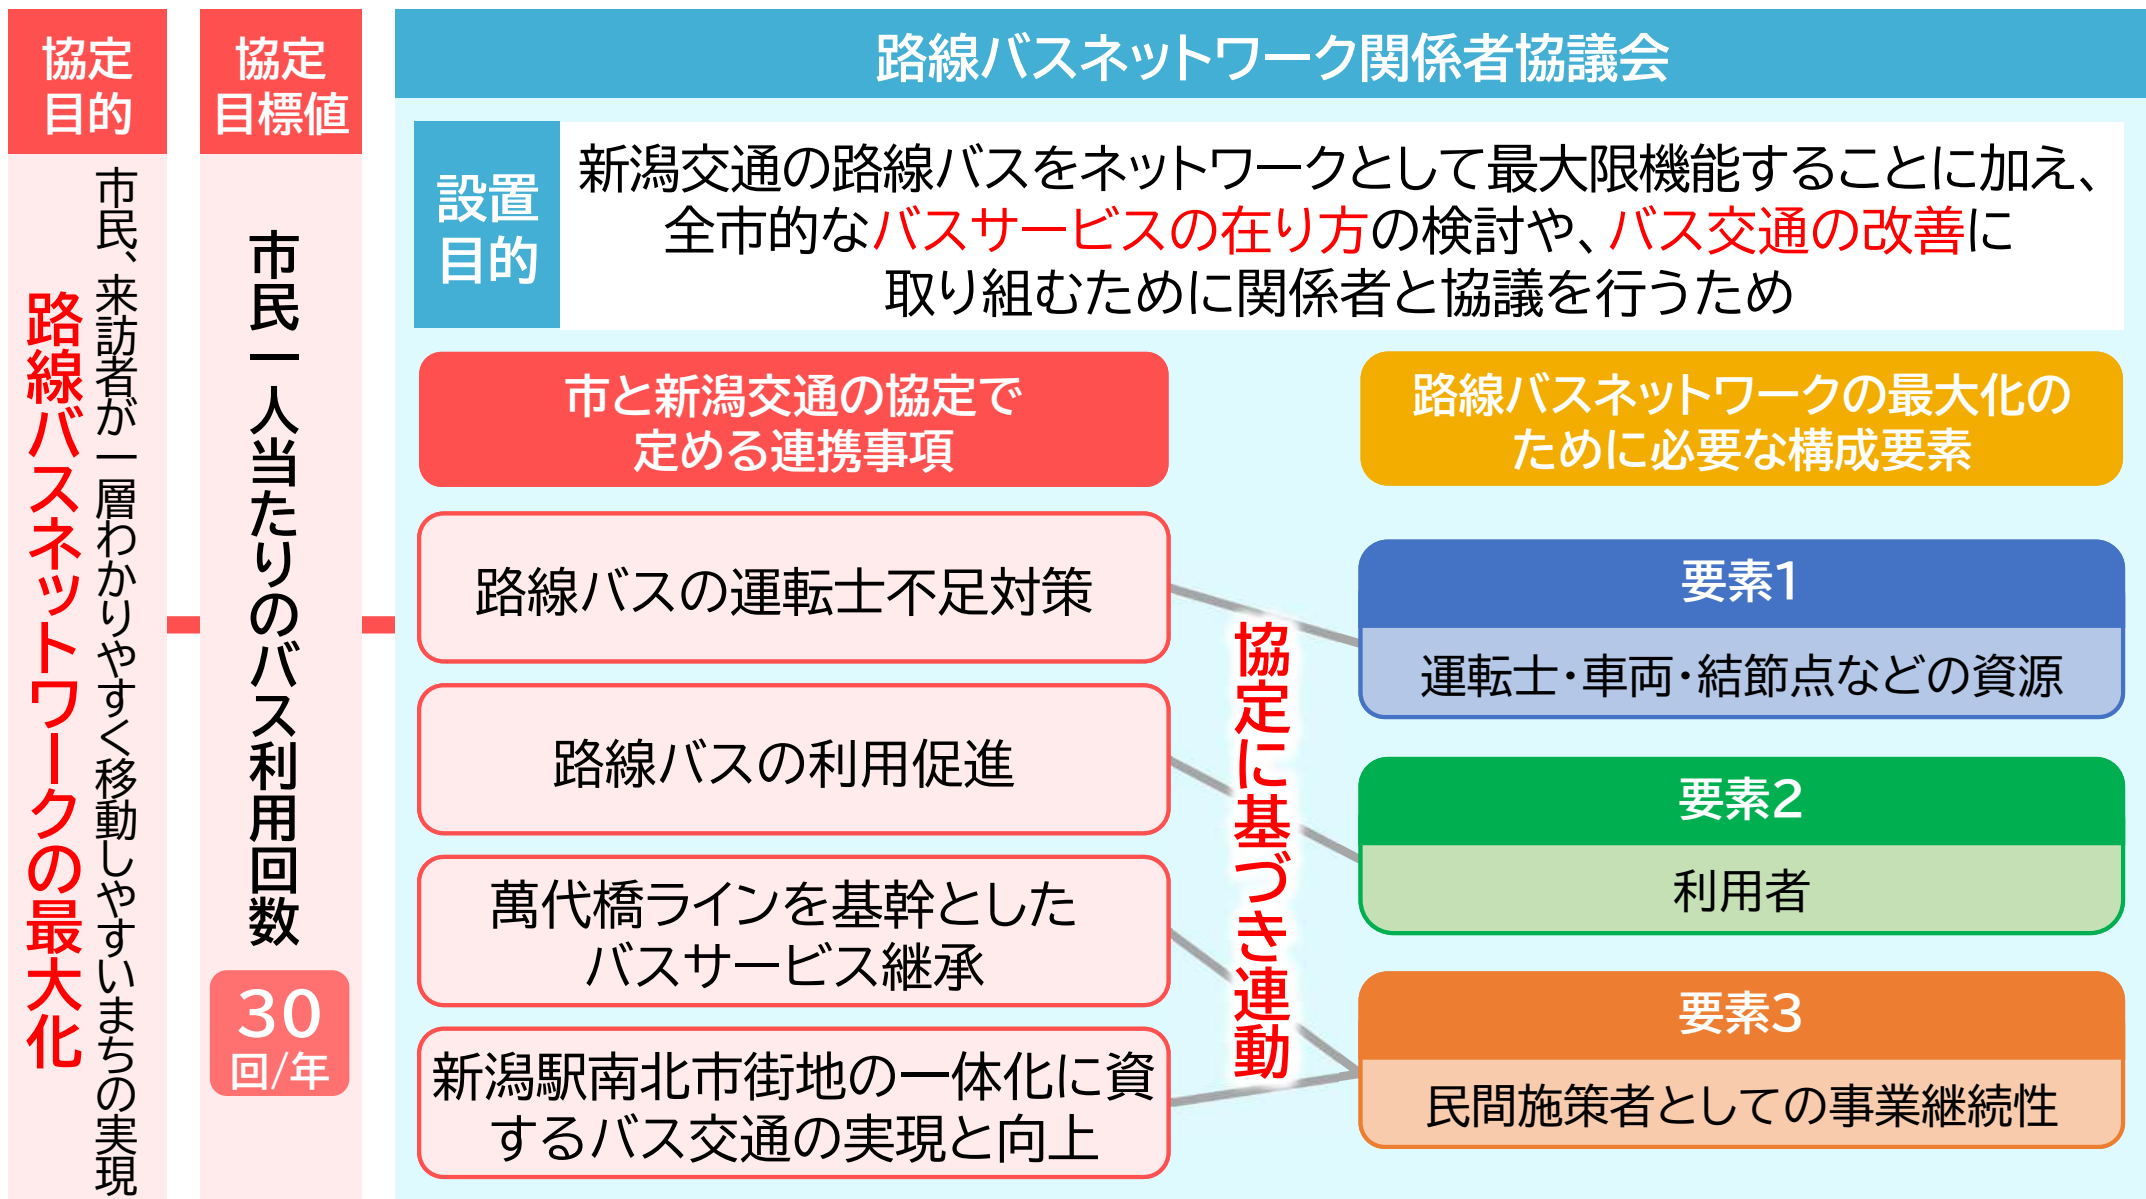 協定
目的
市民、来訪者が一層わかりやすく移動しやすいまちの実現
路線バスネットワークの最大化
協定
目標値
市民一人当たりのバス利用回数
30
回/年
路線バスネットワーク関係者協議会
設置
目的
新潟交通の路線バスをネットワークとして最大限機能することに加え、
全市的なバスサービスの在り方の検討や、バス交通の改善に
取り組むために関係者と協議を行うため
市と新潟交通の協定で
定める連携事項
路線バスの運転士不足対策
路線バスの利用促進
萬代橋ラインを基幹とした
バスサービス継承
新潟駅南北市街地の一体化に資
するバス交通の実現と向上
協定に基づき連動
路線バスネットワークの最大化の
ために必要な構成要素
要素1
運転士・車両・結節点などの資源
要素2
利用者
要素3
民間施策者としての事業継続性